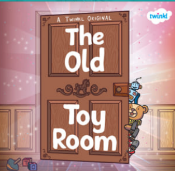 A TWINKL ORIGINAL
twinkl
The
Old
Toy
Room